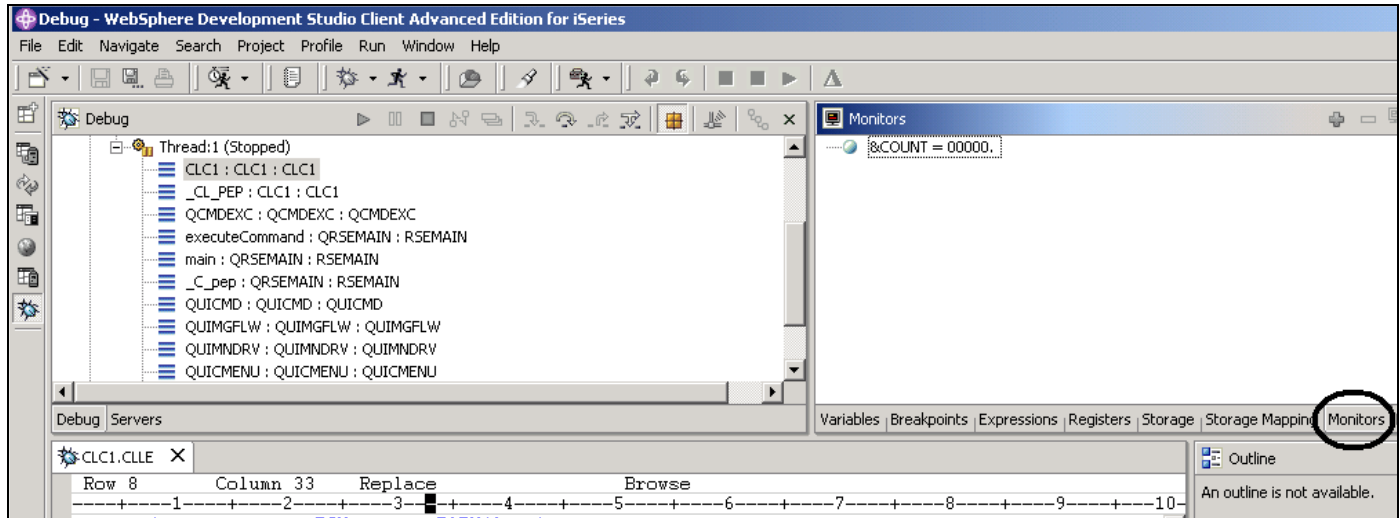 Debug - WebSphere Development Studio Client Advanced Edition for iSeries
File Edit Navigate Search Project Profile Run Window Help
Debug
Thread:1 (Stopped)
CLC1 : CLC1 : CLC1
_CL_PEP : CLC1 : CLC1
QCMDEXC : QCMDEXC : QCMDEXC
executeCommand : QRSEMAIN : RSEMAIN
main : QRSEMAIN : RSEMAIN
_C_pep : QRSEMAIN : RSEMAIN
QUICMD : QUICMD : QUICMD
QUIMGFLW : QUIMGFLW : QUIMGFLW
QUIMNDRV : QUIMNDRV : QUIMNDRV
QUICMENU : QUICMENU : QUICMENU
Debug Servers
Monitors
&COUNT = 00000.
Variables Breakpoints Expressions Registers Storage Storage Mapping Monitors
CLC1.CLLE
Row 8 Column 33 Replace Browse
----+----1----+----2----+----3-- -+----4----+----5----+----6----+----7----+----8----+----9----+---10-
Outline
An outline is not available.